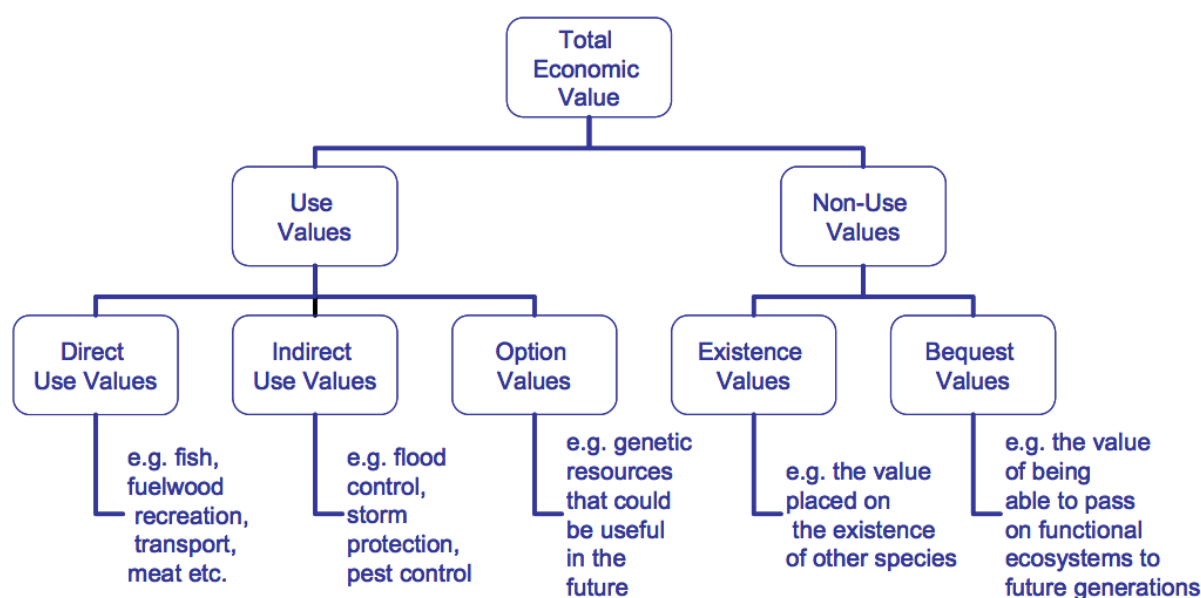 Total
Economic
Value
Use
Values
Non-Use
Values
Direct
Use Values
Indirect
Use Values
Option
Values
Existence
Values
Bequest
Values
e.g. fish,
fuelwood
recreation,
transport,
meat etc.
e.g. flood
control,
storm
protection,
pest control
e.g. genetic
resources
that could
be useful
in the
future
e.g. the value
placed on
the existence
of other species
e.g. the value
of being
able to pass
on functional
ecosystems to
future generations